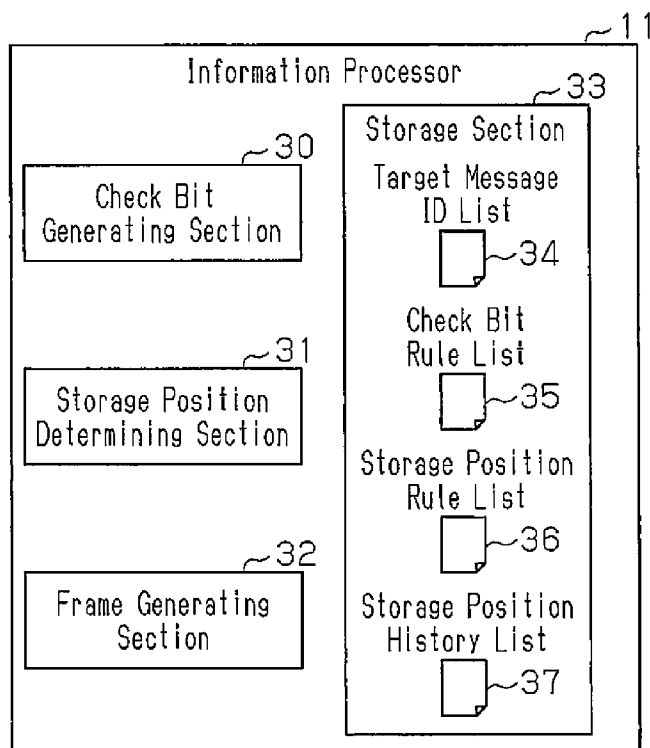 11
Information Processor
30
Check Bit
Generating Section
31
Storage Position
Determining Section
32
Frame Generating
Section
33
Storage Section
Target Message
ID List
34
Check Bit
Rule List
35
Storage Position
Rule List
36
Storage Position
History List
37